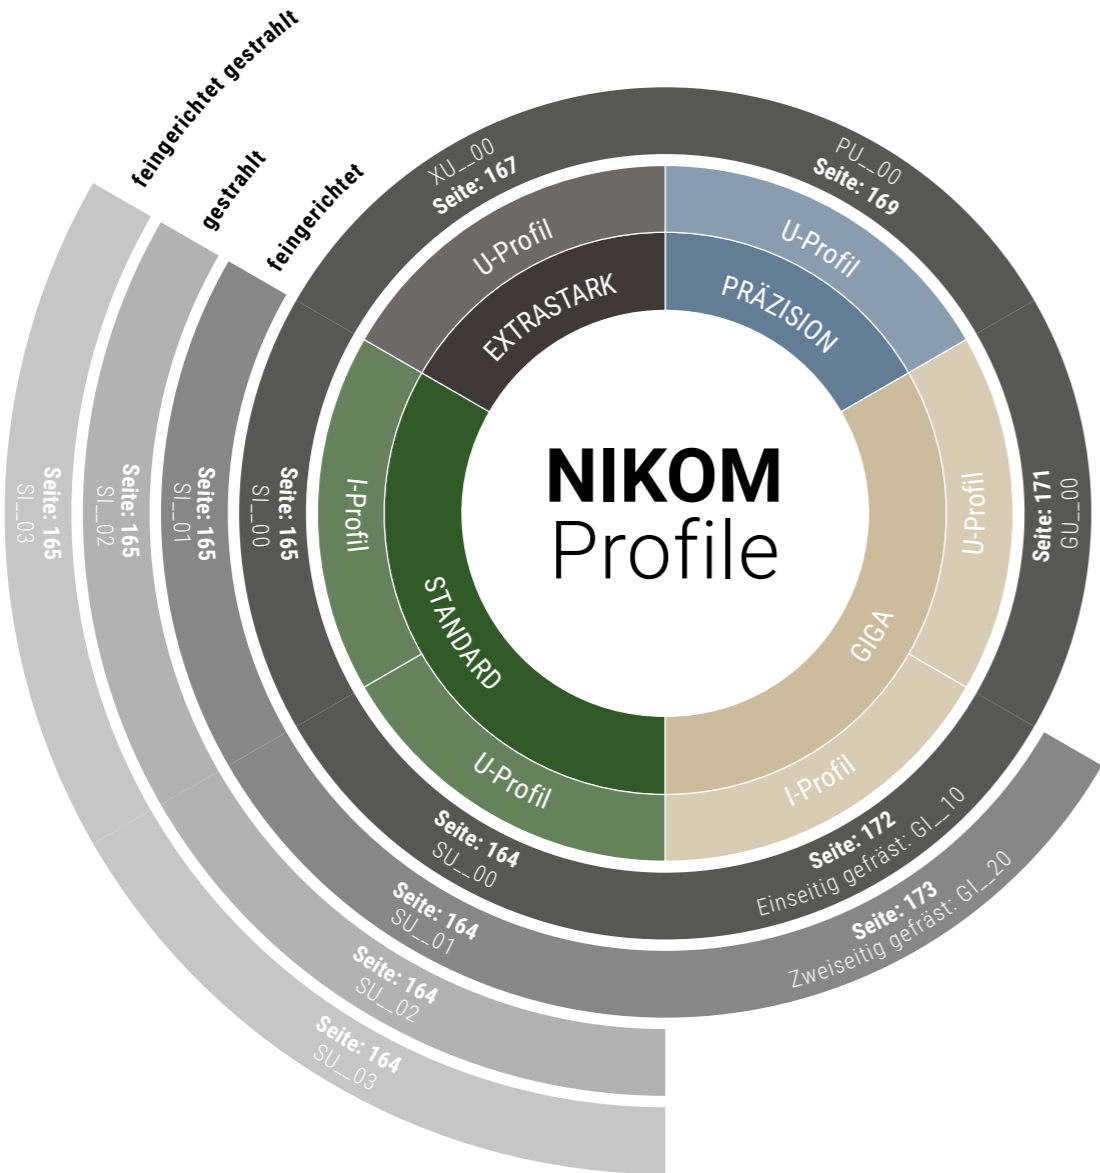 feingerichtet gestrahlt
gestrahlt
feingerichtet
XU__00
Seite: 167
PU__00
Seite: 169
U-Profil
EXTRASTARK
U-Profil
PRÄZISION
NIKOM
Profile
I-Profil
STANDARD
U-Profil
U-Profil
GIGA
I-Profil
Seite: 171
GU__00
Seite: 165
SI__03
Seite: 165
SI__02
Seite: 165
SI__01
Seite: 165
SI__00
Seite: 164
SU__00
Seite: 164
SU__01
Seite: 164
SU__02
Seite: 164
SU__03
Seite: 172
Einseitig gefräst: GI__10
Seite: 173
Zweiseitig gefräst: GI__20